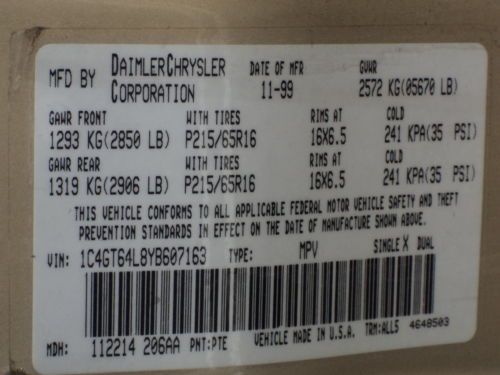 MFD BY DAIMLERCHRYSLER CORPORATION DATE OF MFR 11-99 GVWR 2572 KG(05670 LB)
GAWR FRONT WITH TIRES RIMS AT COLD
1293 KG(2850 LB) P215/65R16 16X6.5 241 KPA(35 PSI)
GAWR REAR WITH TIRES RIMS AT COLD
1319 KG(2906 LB) P215/65R16 16X6.5 241 KPA(35 PSI)
THIS VEHICLE CONFORMS TO ALL APPLICABLE FEDERAL MOTOR VEHICLE SAFETY AND THEFT
PREVENTION STANDARDS IN EFFECT ON THE DATE OF MANUFACTURE SHOWN ABOVE.
VIN: 1C4GT64L8YB607163 TYPE: MPV SINGLE X DUAL
MDH: 112214 206AA PNT:PTE VEHICLE MADE IN U.S.A. TRM:ALL5 4648503